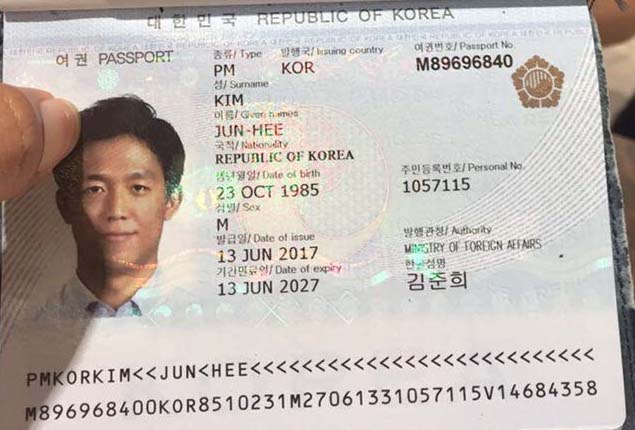 대한민국 REPUBLIC OF KOREA
여권 PASSPORT
종류/ Type 발행국/ Issuing country 여권번호/ Passport No.
PM KOR M89696840
성/ Surname
KIM
이름/ Given names
JUN-HEE
국적/ Nationality
REPUBLIC OF KOREA
생년월일/ Date of birth 주민등록번호/ Personal No.
23 OCT 1985 1057115
성별/ Sex
M 발행관청/ Authority
발급일/ Date of issue MINISTRY OF FOREIGN AFFAIRS
13 JUN 2017 한글성명
기간만료일/ Date of expiry 김준희
13 JUN 2027
PMKORKIM<<JUN<HEE<<<<<<<<<<<<<<<<<<<<<<<<<<<
M896968400KOR8510231M27061331057115V14684358